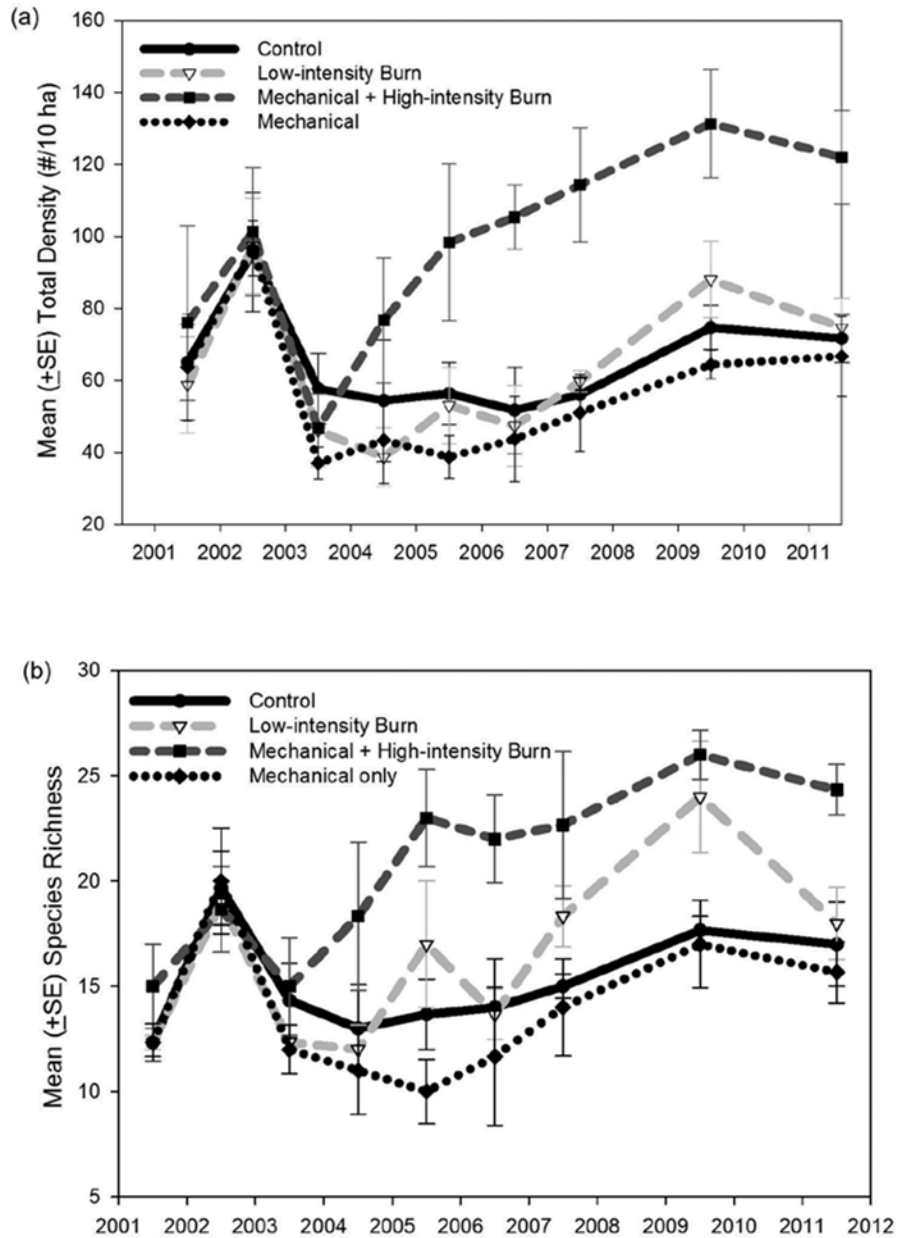 (a)
Mean (±SE) Total Density (#/10 ha)
160
140
120
100
80
60
40
20
Control
Low-intensity Burn
Mechanical + High-intensity Burn
Mechanical
2001 2002 2003 2004 2005 2006 2007 2008 2009 2010 2011
(b)
Mean (±SE) Species Richness
30
25
20
15
10
5
Control
Low-intensity Burn
Mechanical + High-intensity Burn
Mechanical only
2001 2002 2003 2004 2005 2006 2007 2008 2009 2010 2011 2012